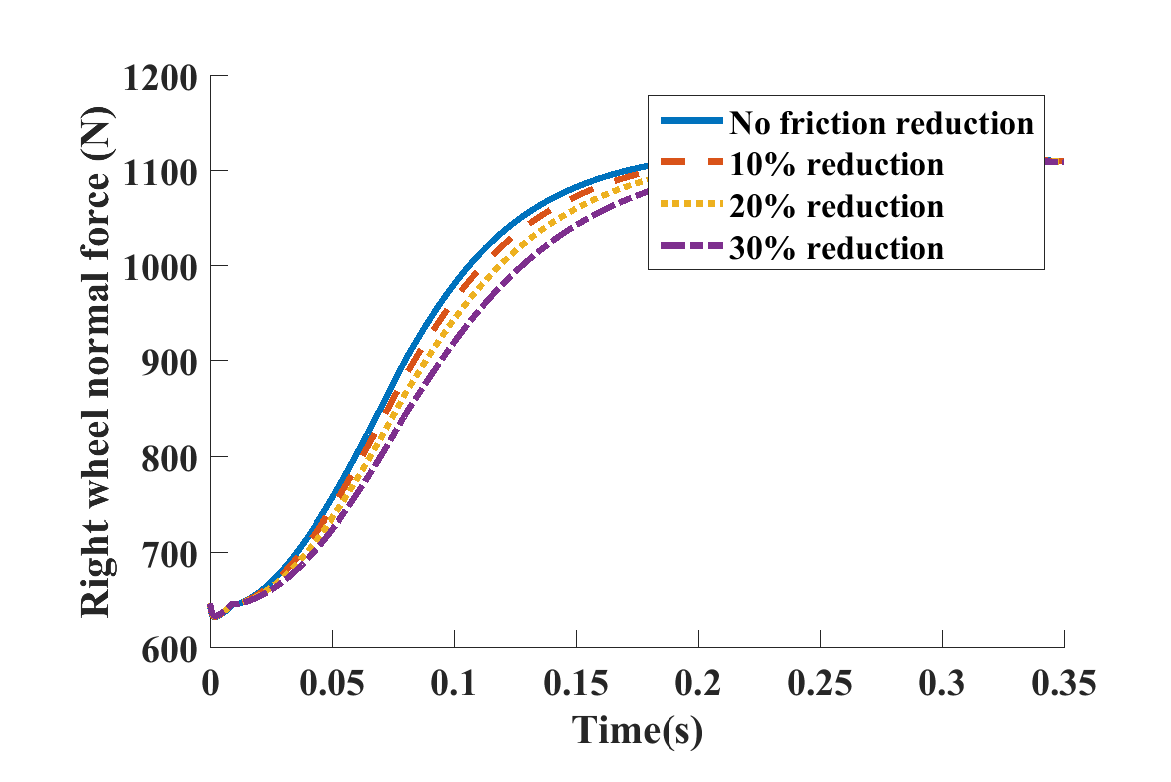 1200
1100
1000
900
800
700
600
Right wheel normal force (N)
No friction reduction
10% reduction
20% reduction
30% reduction
0 0.05 0.1 0.15 0.2 0.25 0.3 0.35
Time(s)